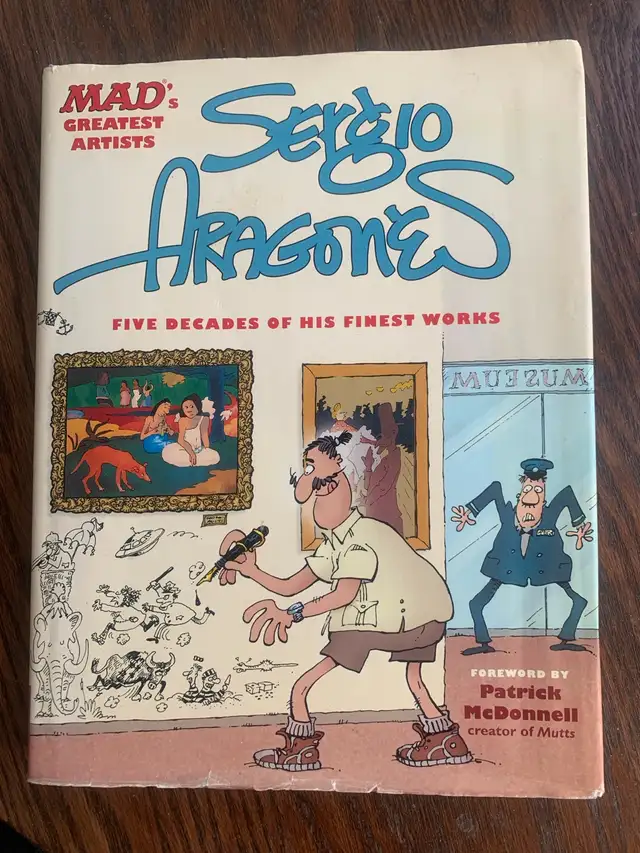 MAD's
GREATEST
ARTISTS
SERGIO
ARAGONÉS
FIVE DECADES OF HIS FINEST WORKS
MUSEUM
FOREWORD BY
Patrick
McDonnell
creator of Mutts